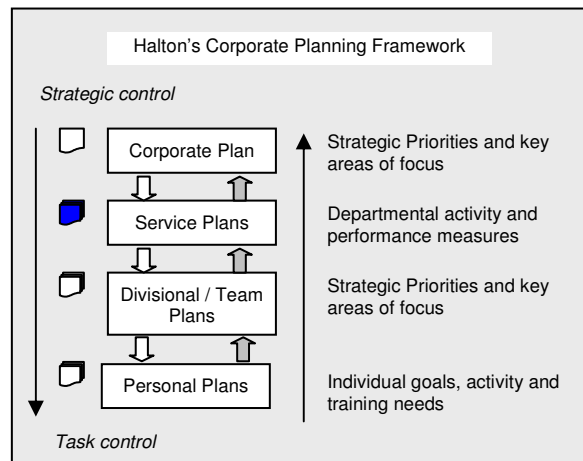 Halton’s Corporate Planning Framework
Strategic control
Corporate Plan
Strategic Priorities and key
areas of focus
Service Plans
Departmental activity and
performance measures
Divisional / Team
Plans
Strategic Priorities and key
areas of focus
Personal Plans
Individual goals, activity and
training needs
Task control